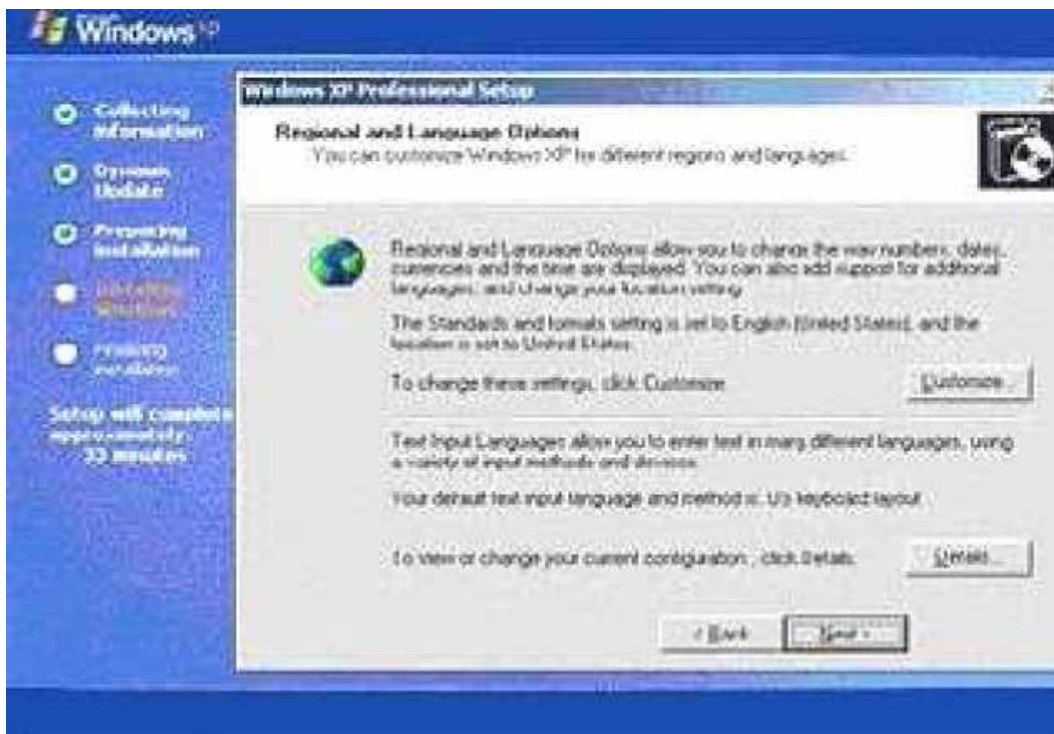 Windows xp
Collecting
information
Dynamic
Update
Preparing
installation
Installing
Windows
Finalizing
installation
Setup will complete
approximately:
33 minutes
Windows XP Professional Setup
Regional and Language Options
You can customize Windows XP for different regions and languages.
Regional and Language Options allow you to change the way numbers, dates,
currencies and the time are displayed. You can also add support for additional
languages, and change your location setting.
The Standards and formats setting is set to English (United States), and the
location is set to United States.
To change these settings, click Customize.
Customize...
Text Input Languages allow you to enter text in many different languages, using
a variety of input methods and devices.
Your default text input language and method is: US keyboard layout
To view or change your current configuration, click Details.
Details...
< Back
Next >